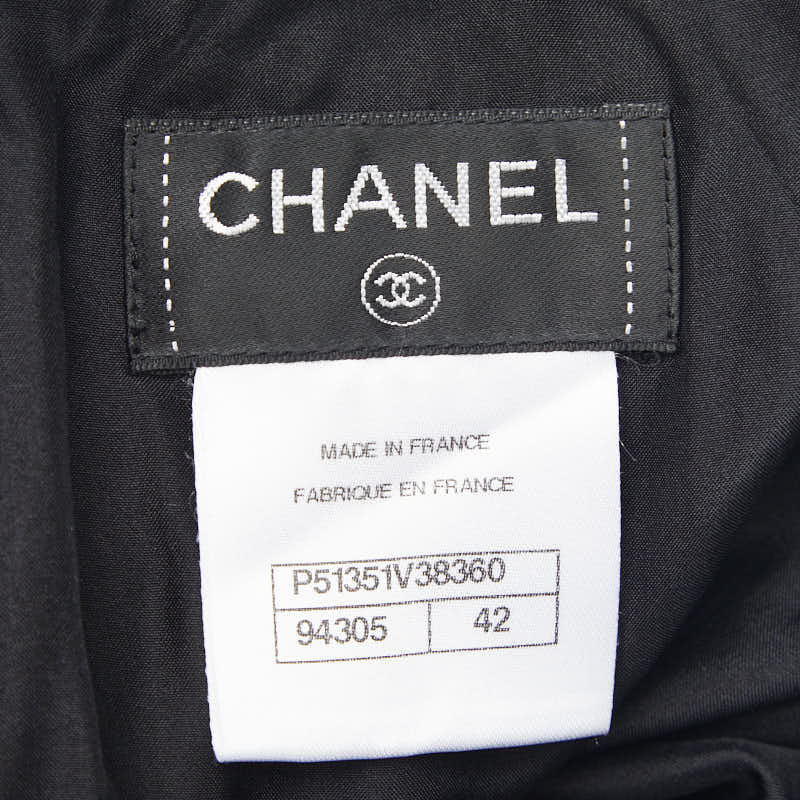 CHANEL
MADE IN FRANCE
FABRIQUE EN FRANCE
P51351V38360
94305 42